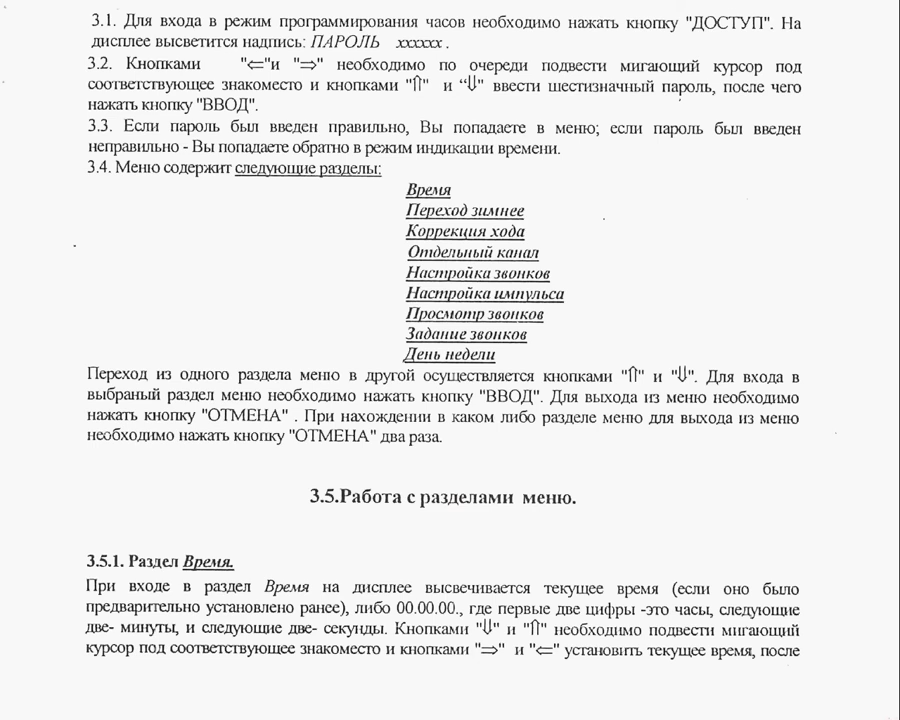 3.1. Для входа в режим программирования часов необходимо нажать кнопку "ДОСТУП". На
дисплее высветится надпись: ПАРОЛЬ xxxxxx .
3.2. Кнопками "⇐"и "⇒" необходимо по очереди подвести мигающий курсор под
соответствующее знакоместо и кнопками "⇑" и “⇓” ввести шестизначный пароль, после чего
нажать кнопку "ВВОД".
3.3. Если пароль был введен правильно, Вы попадаете в меню; если пароль был введен
неправильно - Вы попадаете обратно в режим индикации времени.
3.4. Меню содержит следующие разделы:
Время
Переход зимнее
Коррекция хода
Отдельный канал
Настройка звонков
Настройка импульса
Просмотр звонков
Задание звонков
День недели
Переход из одного раздела меню в другой осуществляется кнопками "⇑" и "⇓". Для входа в
выбраный раздел меню необходимо нажать кнопку "ВВОД". Для выхода из меню необходимо
нажать кнопку "ОТМЕНА" . При нахождении в каком либо разделе меню для выхода из меню
необходимо нажать кнопку "ОТМЕНА" два раза.
3.5.Работа с разделами меню.
3.5.1. Раздел Время.
При входе в раздел Время на дисплее высвечивается текущее время (если оно было
предварительно установлено ранее), либо 00.00.00., где первые две цифры -это часы, следующие
две- минуты, и следующие две- секунды. Кнопками "⇓" и "⇑" необходимо подвести мигающий
курсор под соответствующее знакоместо и кнопками "⇒" и "⇐" установить текущее время, после